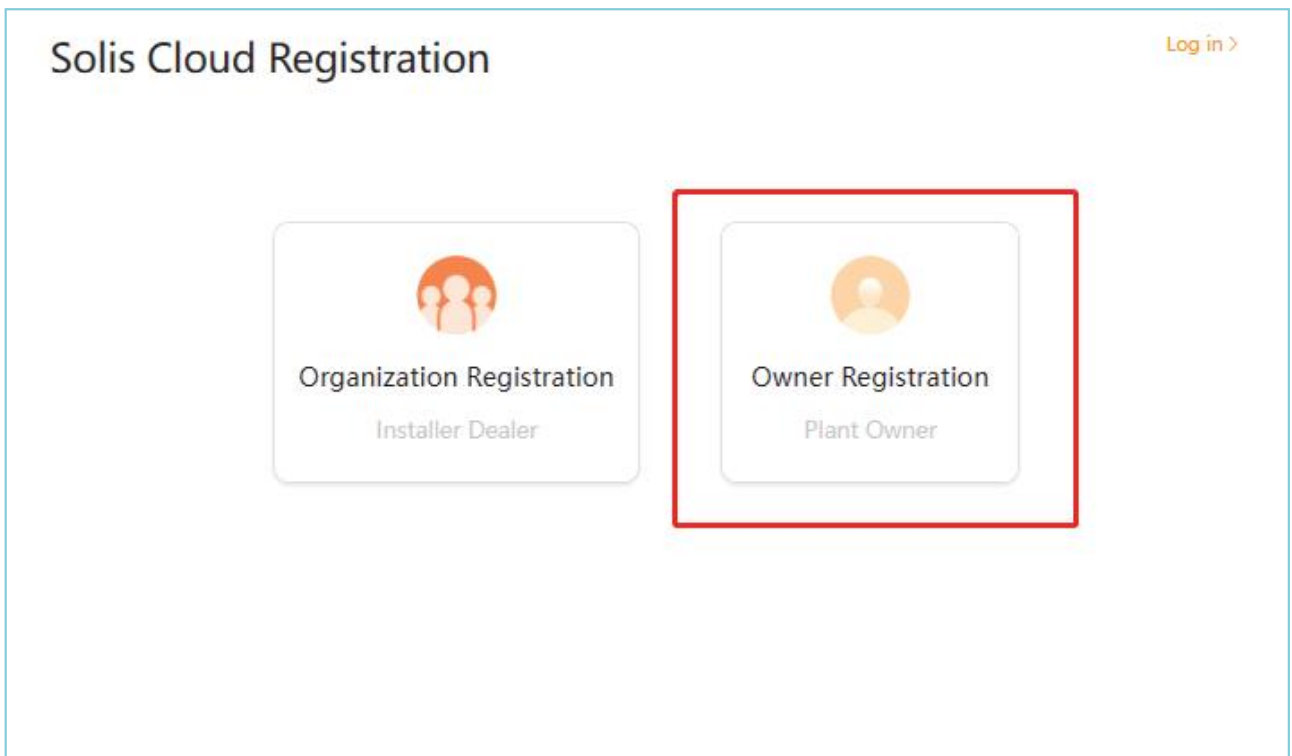 Solis Cloud Registration
Log in >
Organization Registration
Installer Dealer
Owner Registration
Plant Owner